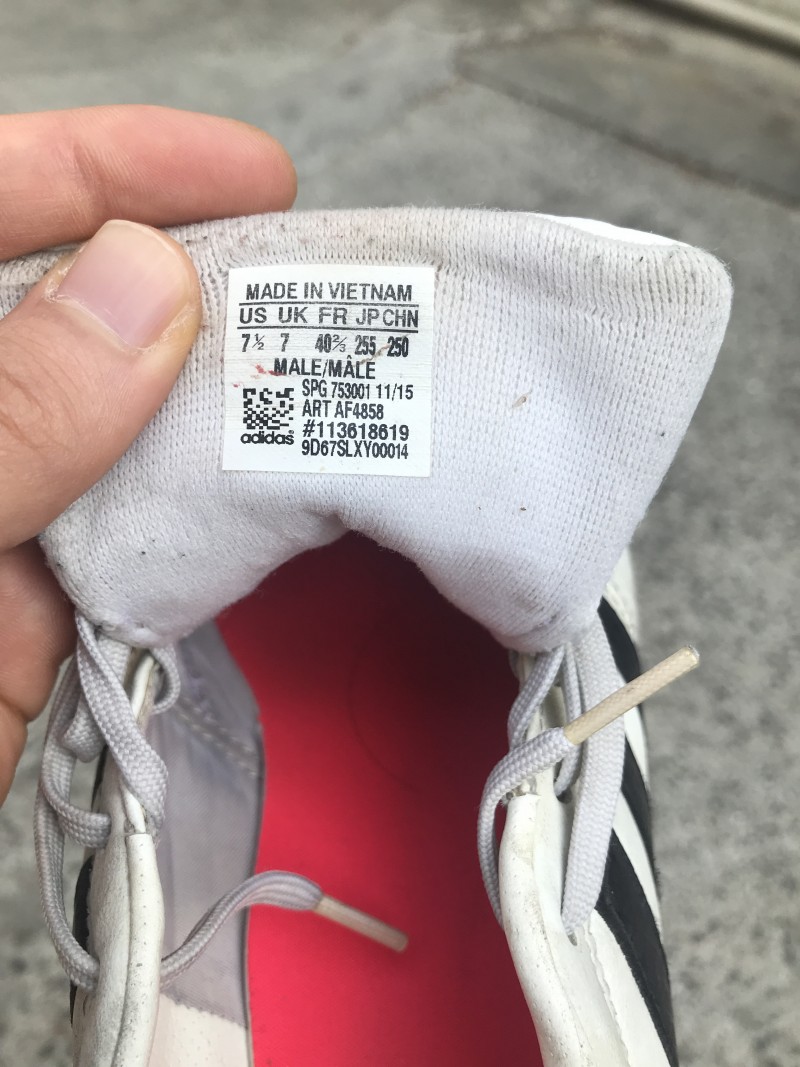 MADE IN VIETNAM
US UK FR JP CHN
7½ 7 40⅔ 255 250
MALE/MÂLE
SPG 753001 11/15
ART AF4858
#113618619
adidas®
9D67SLXY00014